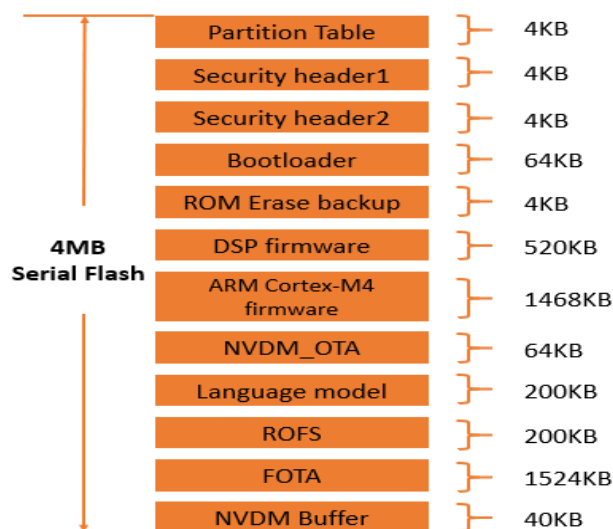 Partition Table 4KB
Security header1 4KB
Security header2 4KB
Bootloader 64KB
ROM Erase backup 4KB
4MB
Serial Flash
DSP firmware 520KB
ARM Cortex-M4
firmware 1468KB
NVDM_OTA 64KB
Language model 200KB
ROFS 200KB
FOTA 1524KB
NVDM Buffer 40KB